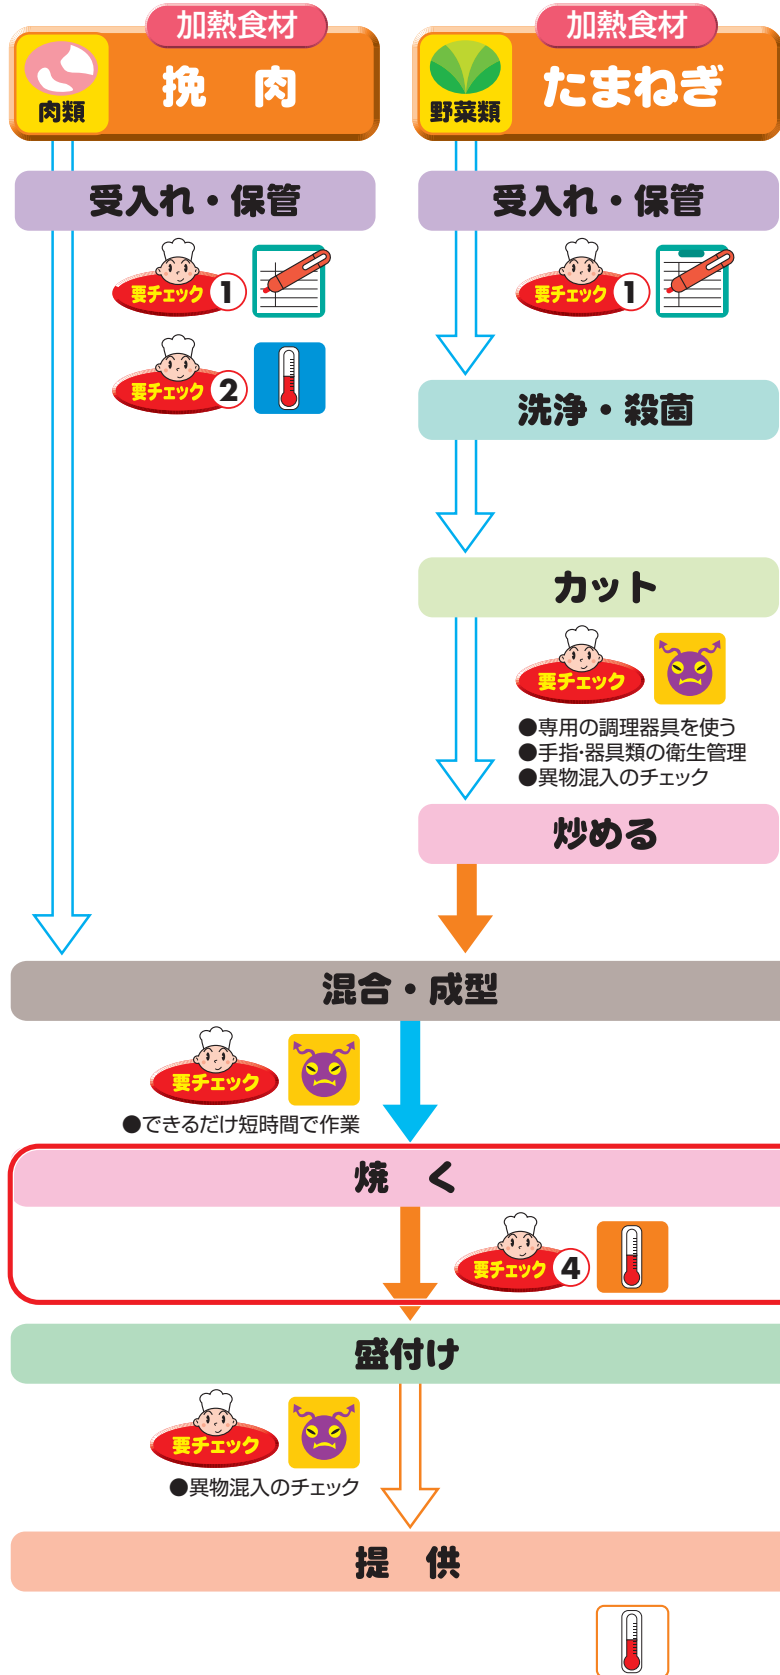 加熱食材
肉類
挽 肉
受入れ・保管
要チェック 1
要チェック 2
加熱食材
野菜類
たまねぎ
受入れ・保管
要チェック 1
洗浄・殺菌
カット
要チェック
●専用の調理器具を使う
●手指・器具類の衛生管理
●異物混入のチェック
炒める
混合・成型
要チェック
●できるだけ短時間で作業
焼 く
要チェック 4
盛付け
要チェック
●異物混入のチェック
提 供